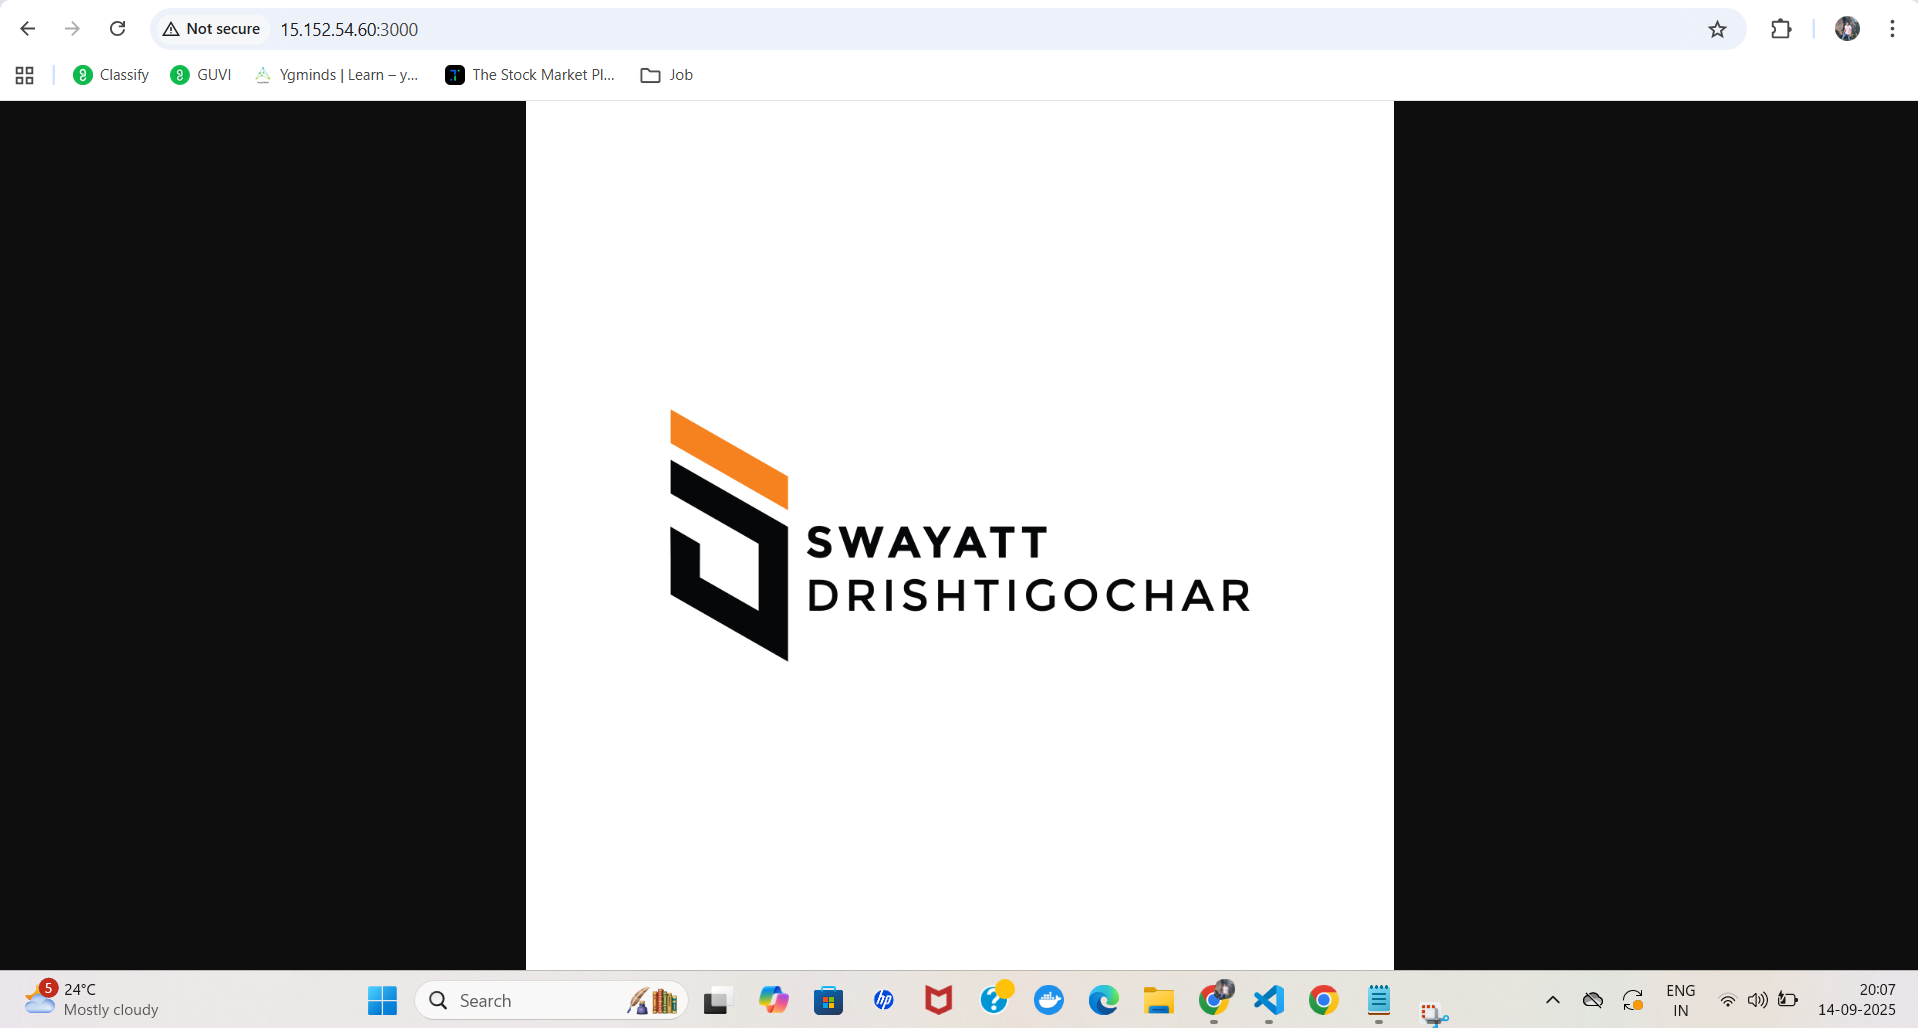 Not secure
15.152.54.60:3000
Classify
GUVI
Ygminds | Learn – y...
The Stock Market Pl...
Job
SWAYATT
DRISHTIGOCHAR
5
24°C
Mostly cloudy
Search
hp
?
ENG
IN
20:07
14-09-2025